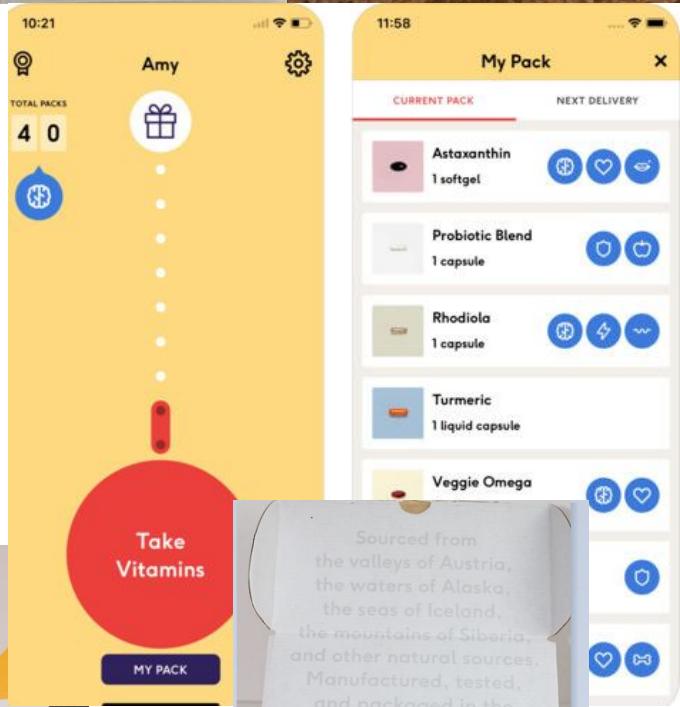 10:21
Amy
TOTAL PACKS
4 0
Take
Vitamins
MY PACK
11:58
My Pack
CURRENT PACK
NEXT DELIVERY
Astaxanthin
1 softgel
Probiotic Blend
1 capsule
Rhodiola
1 capsule
Turmeric
1 liquid capsule
Veggie Omega
Sourced from
the valleys of Austria,
the waters of Alaska,
the seas of Iceland,
the mountains of Siberia,
and other natural sources.
Manufactured, tested,
and packaged in the